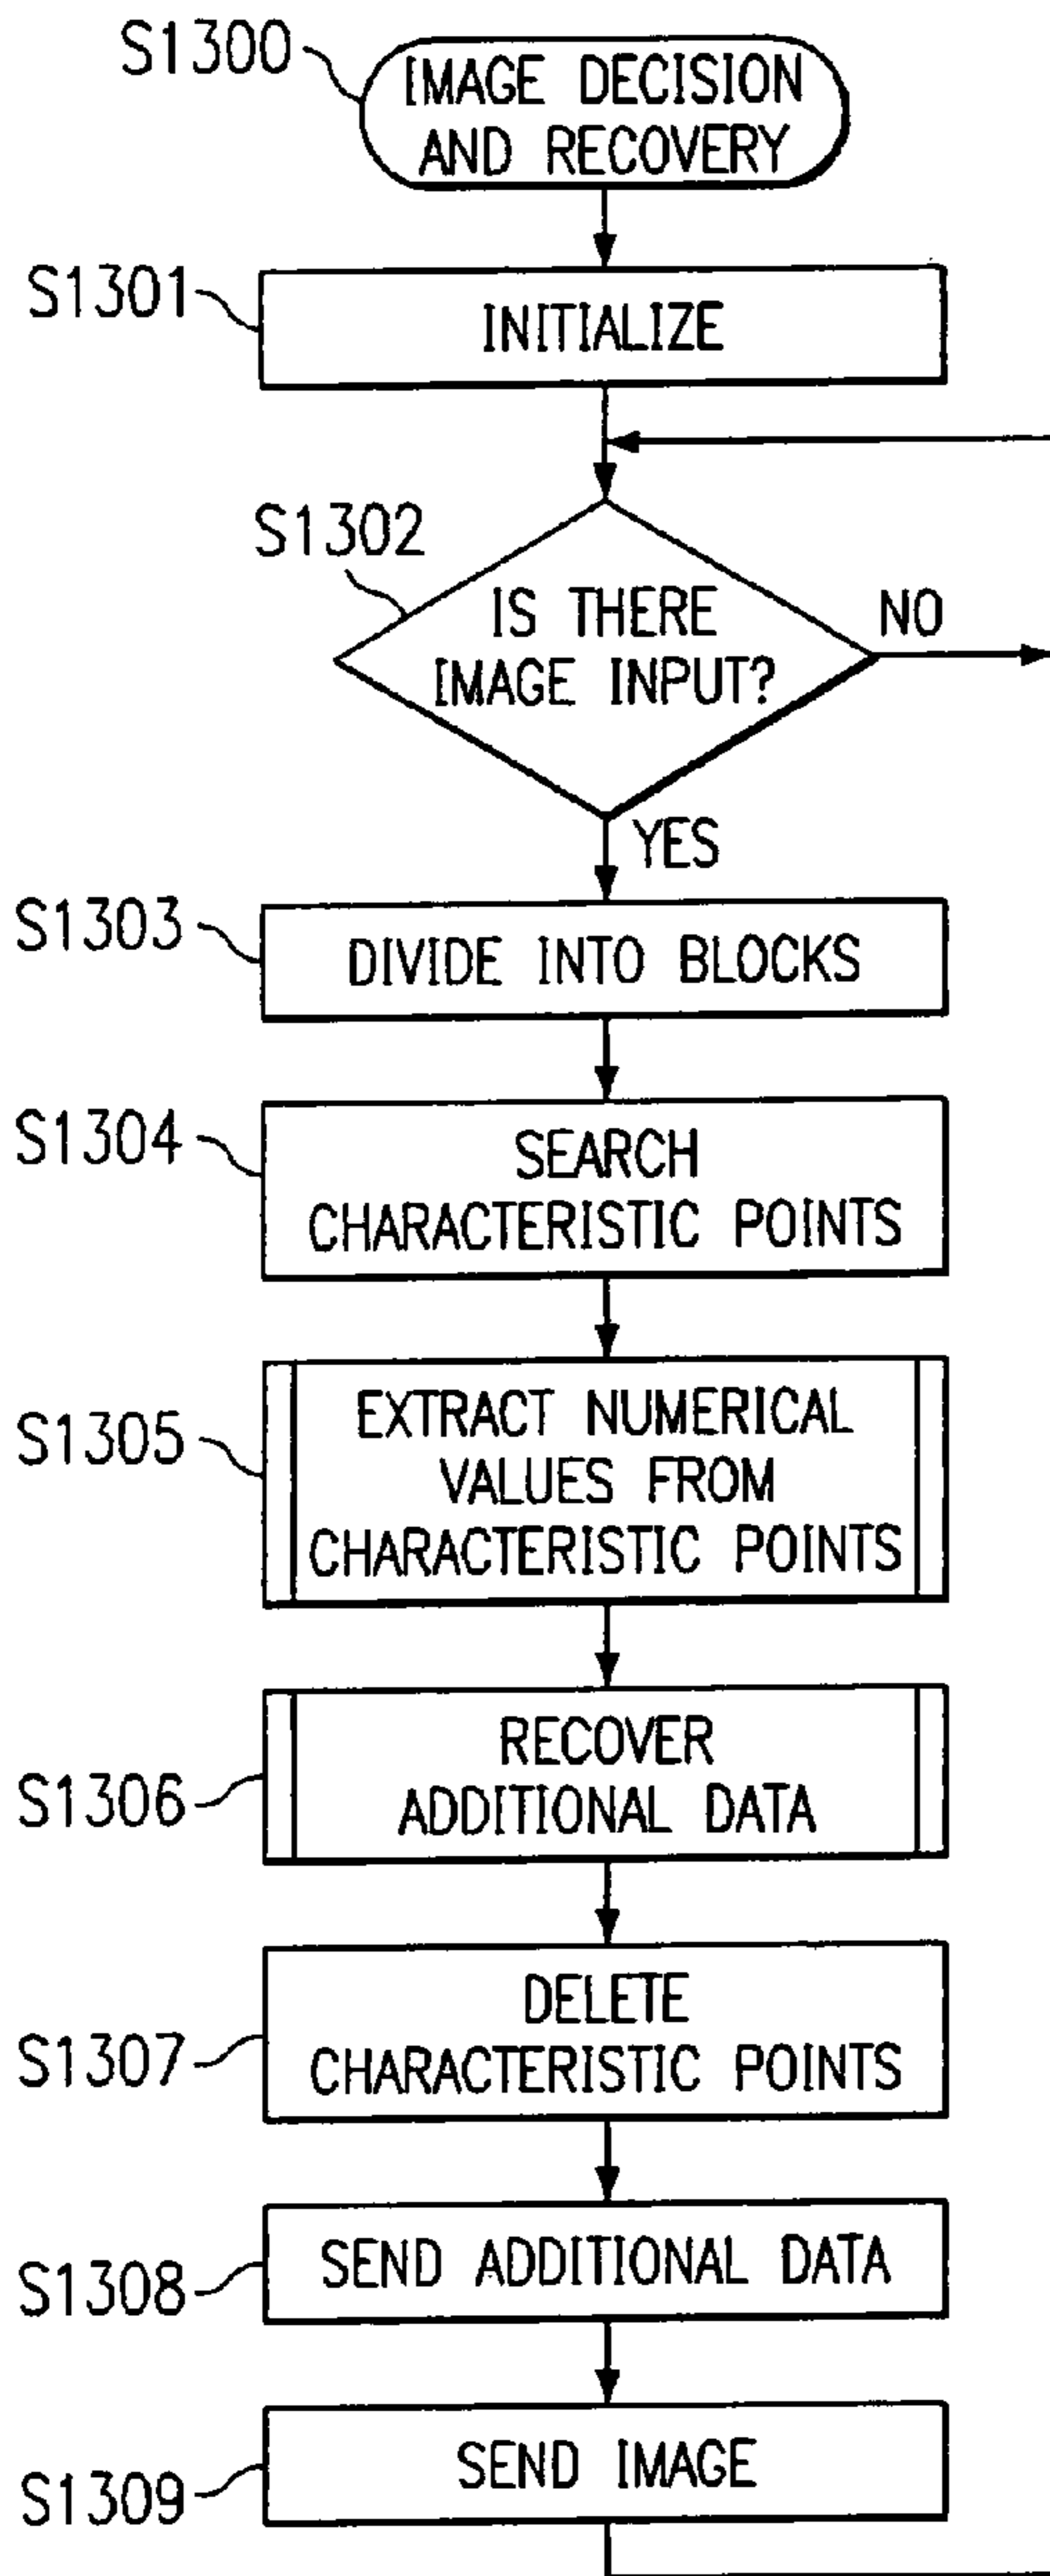 S1300
IMAGE DECISION
AND RECOVERY
S1301
INITIALIZE
S1302
IS THERE
IMAGE INPUT?
NO
YES
S1303
DIVIDE INTO BLOCKS
S1304
SEARCH
CHARACTERISTIC POINTS
S1305
EXTRACT NUMERICAL
VALUES FROM
CHARACTERISTIC POINTS
S1306
RECOVER
ADDITIONAL DATA
S1307
DELETE
CHARACTERISTIC POINTS
S1308
SEND ADDITIONAL DATA
S1309
SEND IMAGE